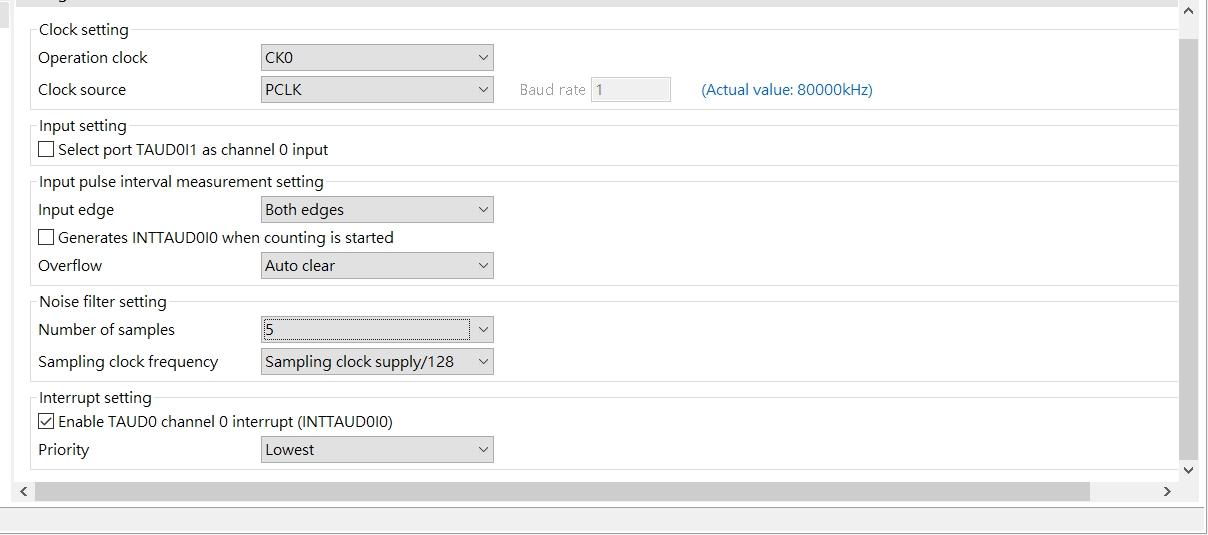 Clock setting
Operation clock CK0
Clock source PCLK Baud rate 1 (Actual value: 80000kHz)
Input setting
Select port TAUD0I1 as channel 0 input
Input pulse interval measurement setting
Input edge Both edges
Generates INTTAUD0I0 when counting is started
Overflow Auto clear
Noise filter setting
Number of samples 5
Sampling clock frequency Sampling clock supply/128
Interrupt setting
Enable TAUD0 channel 0 interrupt (INTTAUD0I0)
Priority Lowest